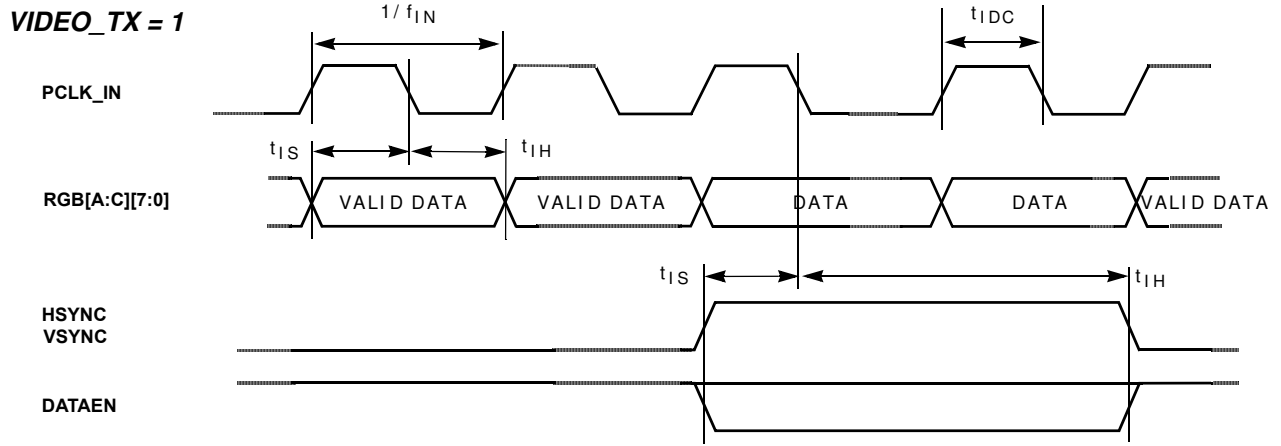 VIDEO_TX = 1
1/ fIN
tIDC
PCLK_IN
tIS
tIH
RGB[A:C][7:0]
VALID DATA
VALID DATA
DATA
DATA
VALID DATA
tIS
tIH
HSYNC
VSYNC
DATAEN